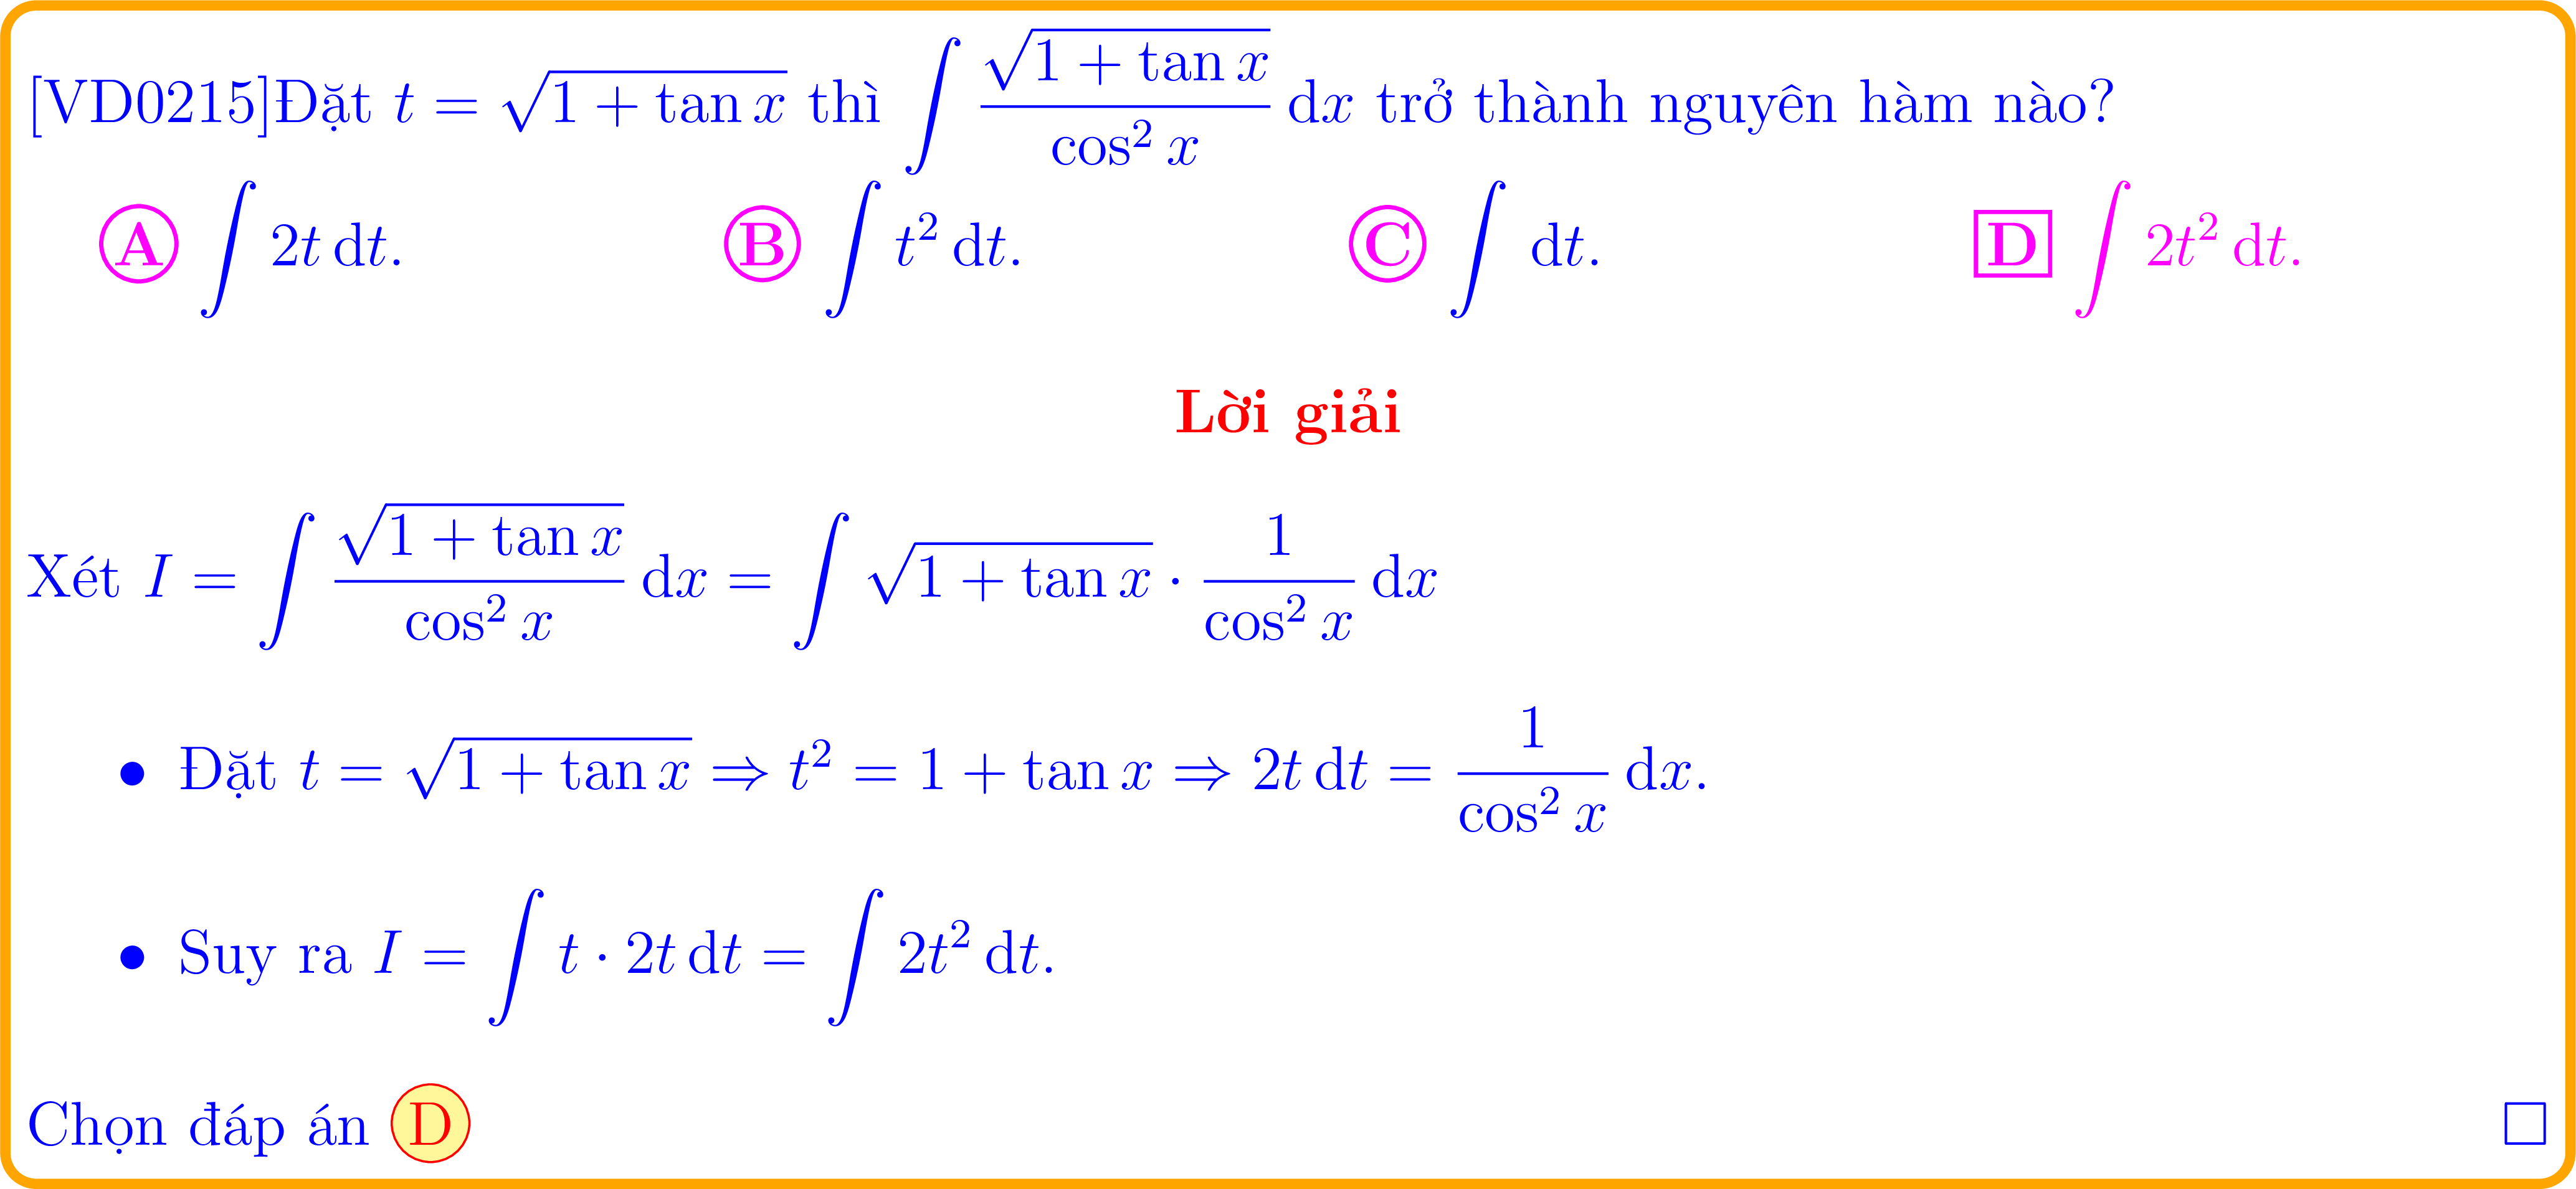 [VD0215]Đặt $t = \sqrt{1 + \tan x}$ thì $\int \dfrac{\sqrt{1 + \tan x}}{\cos^2 x} \, \mathrm{d}x$ trở thành nguyên hàm nào?
A $\int 2t \, \mathrm{d}t.$ B $\int t^2 \, \mathrm{d}t.$ C $\int \mathrm{d}t.$ D $\int 2t^2 \, \mathrm{d}t.$
Lời giải
Xét $I = \int \dfrac{\sqrt{1 + \tan x}}{\cos^2 x} \, \mathrm{d}x = \int \sqrt{1 + \tan x} \cdot \dfrac{1}{\cos^2 x} \, \mathrm{d}x$
• Đặt $t = \sqrt{1 + \tan x} \Rightarrow t^2 = 1 + \tan x \Rightarrow 2t \, \mathrm{d}t = \dfrac{1}{\cos^2 x} \, \mathrm{d}x.$
• Suy ra $I = \int t \cdot 2t \, \mathrm{d}t = \int 2t^2 \, \mathrm{d}t.$
Chọn đáp án D □